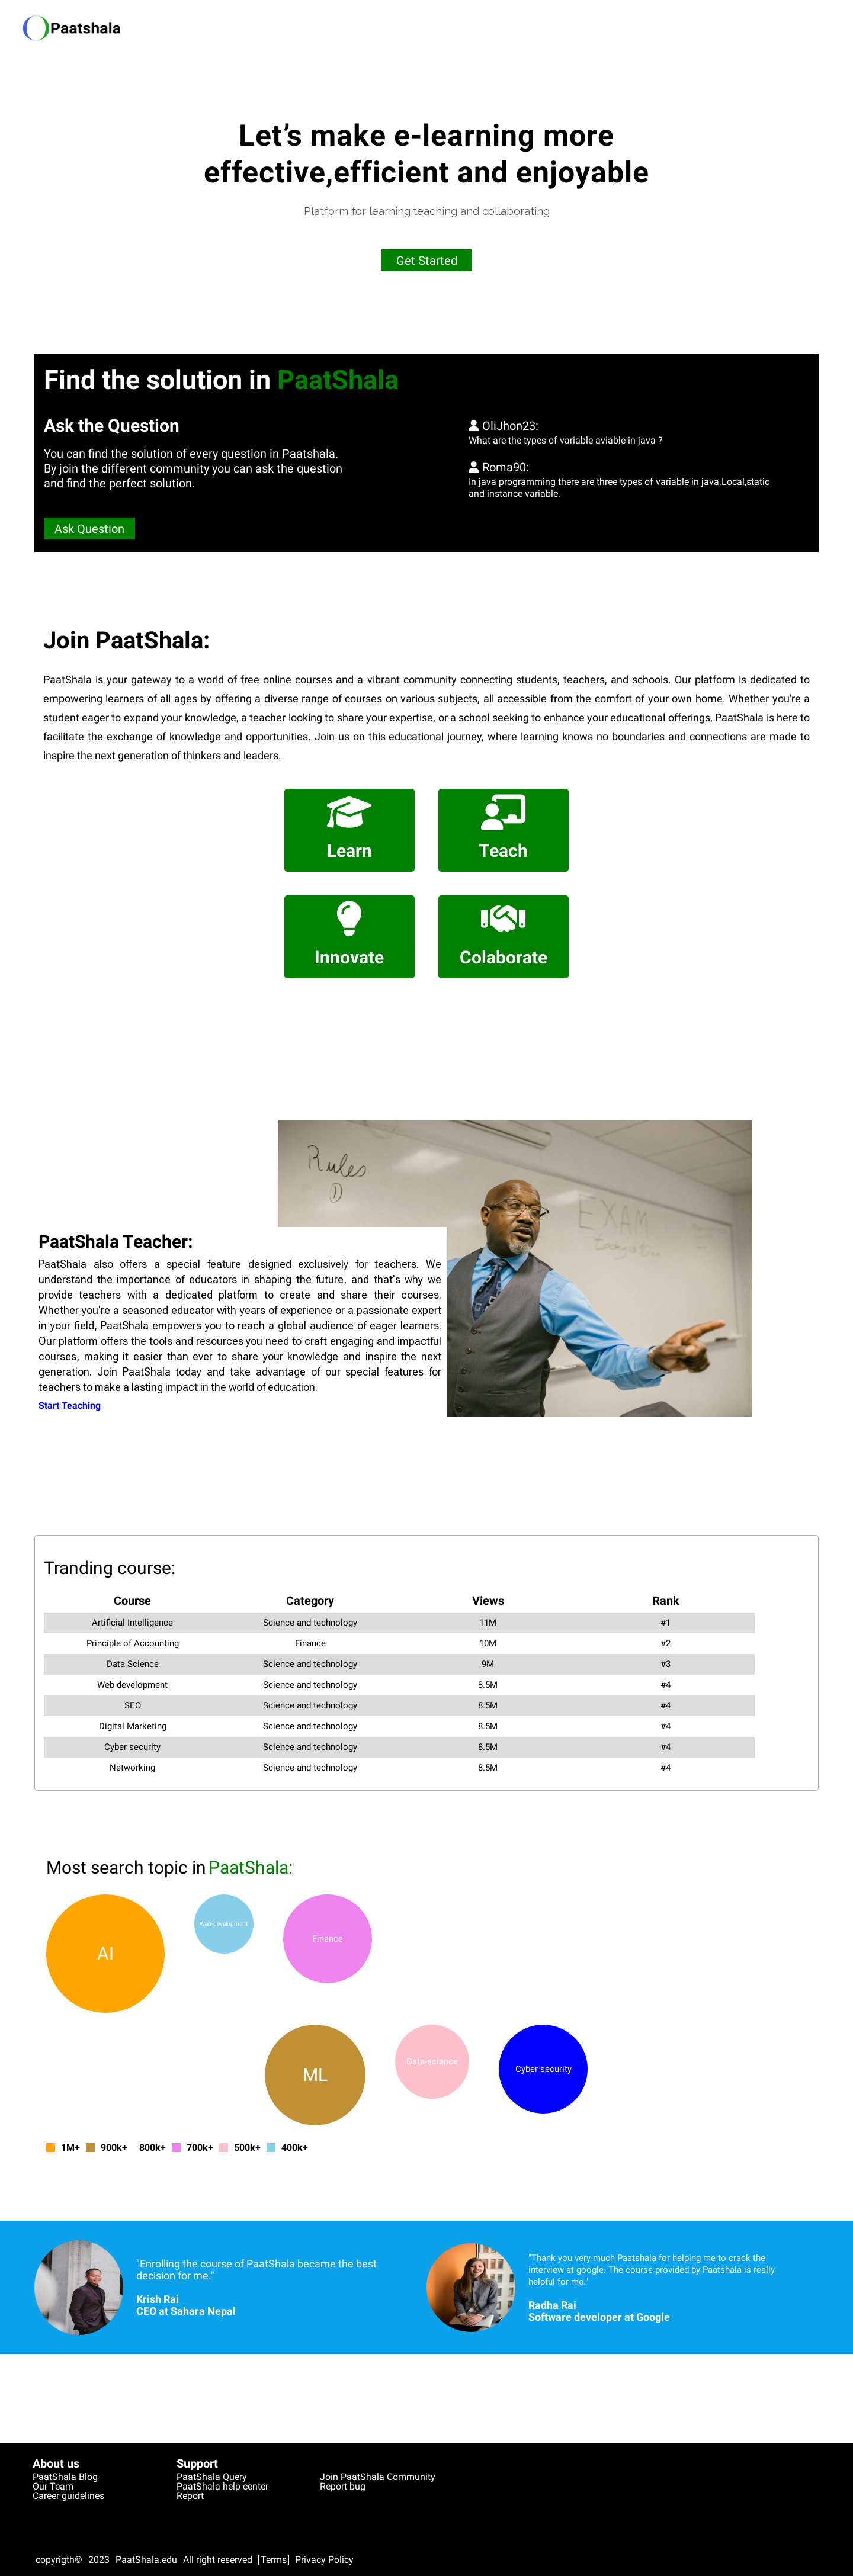 Paatshala
Let’s make e-learning more
effective,efficient and enjoyable
Platform for learning,teaching and collaborating
Get Started
Find the solution in PaatShala
Ask the Question
You can find the solution of every question in Paatshala.
By join the different community you can ask the question
and find the perfect solution.
Ask Question
OliJhon23:
What are the types of variable aviable in java ?
Roma90:
In java programming there are three types of variable in java.Local,static
and instance variable.
Join PaatShala:
PaatShala is your gateway to a world of free online courses and a vibrant community connecting students, teachers, and schools. Our platform is dedicated to
empowering learners of all ages by offering a diverse range of courses on various subjects, all accessible from the comfort of your own home. Whether you're a
student eager to expand your knowledge, a teacher looking to share your expertise, or a school seeking to enhance your educational offerings, PaatShala is here to
facilitate the exchange of knowledge and opportunities. Join us on this educational journey, where learning knows no boundaries and connections are made to
inspire the next generation of thinkers and leaders.
Learn
Teach
Innovate
Colaborate
Rules
1
EXAM
PaatShala Teacher:
PaatShala also offers a special feature designed exclusively for teachers. We
understand the importance of educators in shaping the future, and that's why we
provide teachers with a dedicated platform to create and share their courses.
Whether you're a seasoned educator with years of experience or a passionate expert
in your field, PaatShala empowers you to reach a global audience of eager learners.
Our platform offers the tools and resources you need to craft engaging and impactful
courses, making it easier than ever to share your knowledge and inspire the next
generation. Join PaatShala today and take advantage of our special features for
teachers to make a lasting impact in the world of education.
Start Teaching
Tranding course:
Course Category Views Rank
Artificial Intelligence Science and technology 11M #1
Principle of Accounting Finance 10M #2
Data Science Science and technology 9M #3
Web-development Science and technology 8.5M #4
SEO Science and technology 8.5M #4
Digital Marketing Science and technology 8.5M #4
Cyber security Science and technology 8.5M #4
Networking Science and technology 8.5M #4
Most search topic in PaatShala:
AI
Web-development
Finance
ML
Data-science
Cyber security
1M+ 900k+ 800k+ 700k+ 500k+ 400k+
"Enrolling the course of PaatShala became the best
decision for me."
Krish Rai
CEO at Sahara Nepal
"Thank you very much Paatshala for helping me to crack the
interview at google. The course provided by Paatshala is really
helpful for me."
Radha Rai
Software developer at Google
About us
PaatShala Blog
Our Team
Career guidelines
Support
PaatShala Query
PaatShala help center
Report
Join PaatShala Community
Report bug
copyrigth© 2023 PaatShala.edu All right reserved |Terms| Privacy Policy